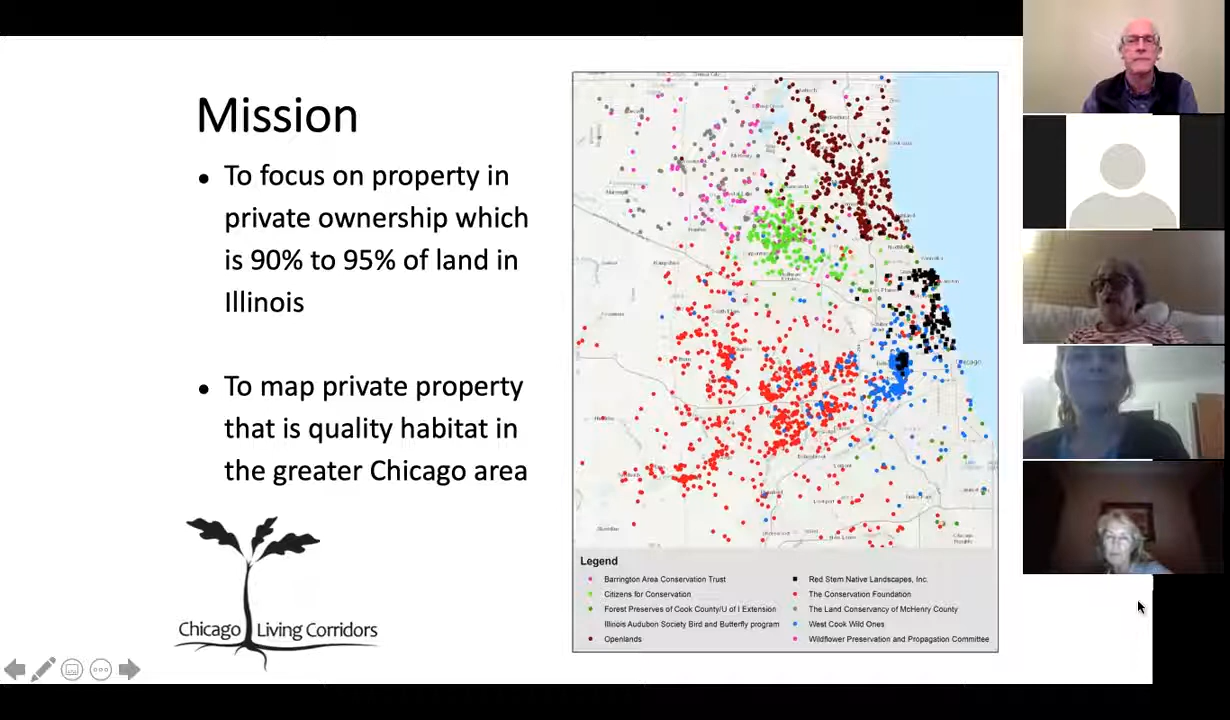 Mission
• To focus on property in
private ownership which
is 90% to 95% of land in
Illinois
• To map private property
that is quality habitat in
the greater Chicago area
Chicago Living Corridors
Chicago
Legend
Barrington Area Conservation Trust
Citizens for Conservation
Forest Preserves of Cook County/U of I Extension
Illinois Audubon Society Bird and Butterfly program
Openlands
Red Stem Native Landscapes, Inc.
The Conservation Foundation
The Land Conservancy of McHenry County
West Cook Wild Ones
Wildflower Preservation and Propagation Committee